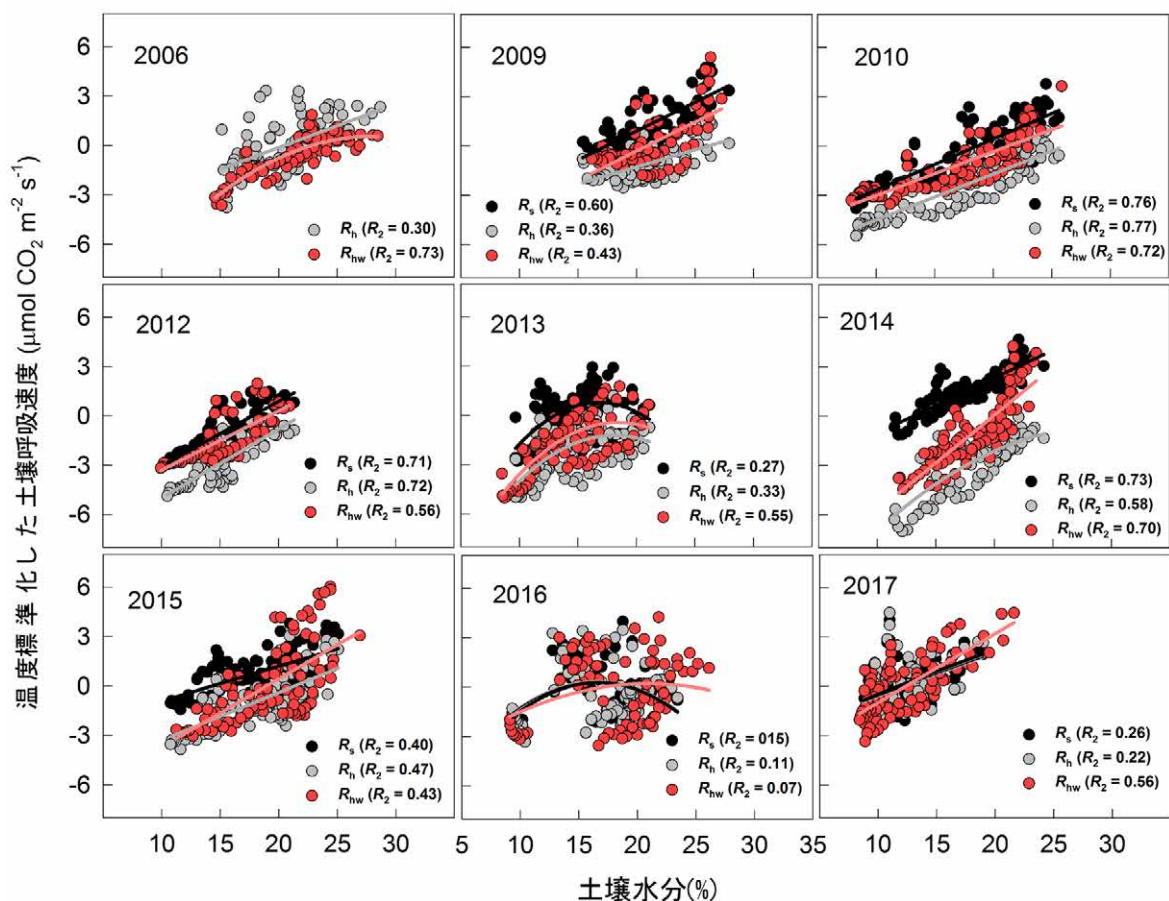 温度標準化した土壌呼吸速度 (μmol CO2 m-2 s-1)
2006
Rh (R2 = 0.30)
Rhw (R2 = 0.73)
2009
Rs (R2 = 0.60)
Rh (R2 = 0.36)
Rhw (R2 = 0.43)
2010
Rs (R2 = 0.76)
Rh (R2 = 0.77)
Rhw (R2 = 0.72)
6
3
0
-3
-6
2012
Rs (R2 = 0.71)
Rh (R2 = 0.72)
Rhw (R2 = 0.56)
2013
Rs (R2 = 0.27)
Rh (R2 = 0.33)
Rhw (R2 = 0.55)
2014
Rs (R2 = 0.73)
Rh (R2 = 0.58)
Rhw (R2 = 0.70)
6
3
0
-3
-6
2015
Rs (R2 = 0.40)
Rh (R2 = 0.47)
Rhw (R2 = 0.43)
2016
Rs (R2 = 015)
Rh (R2 = 0.11)
Rhw (R2 = 0.07)
2017
Rs (R2 = 0.26)
Rh (R2 = 0.22)
Rhw (R2 = 0.56)
6
3
0
-3
-6
10 15 20 25 30 5 10 15 20 25 30 35 10 15 20 25 30
土壌水分(%)